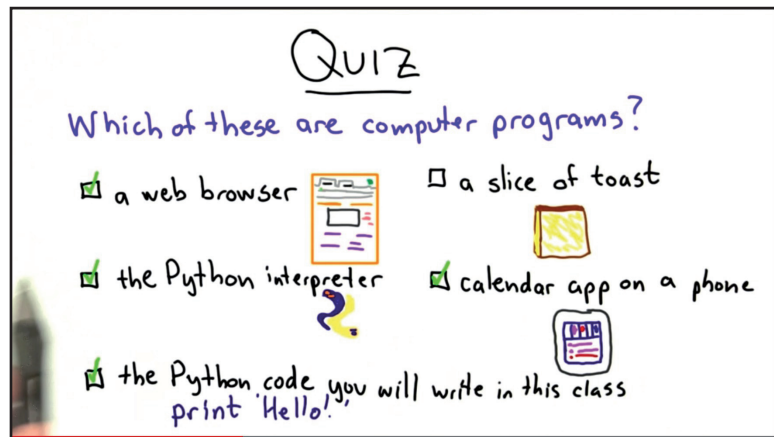 QUIZ
Which of these are computer programs?
a web browser
a slice of toast
the Python interpreter
calendar app on a phone
the Python code you will write in this class
print 'Hello!'